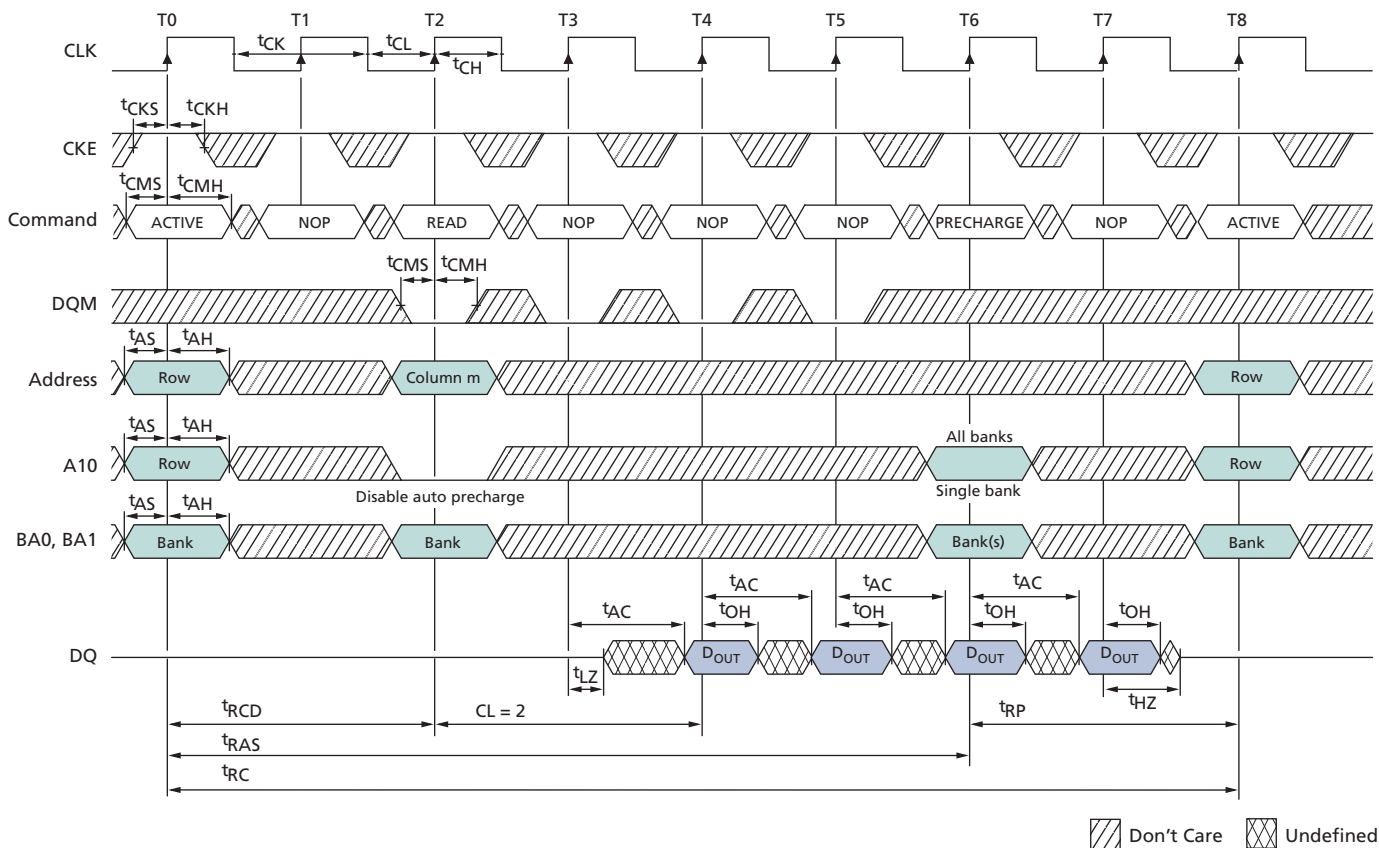 T0 T1 T2 T3 T4 T5 T6 T7 T8
CLK
tCK tCL
tCH
tCKS tCKH
CKE
tCMS tCMH
Command ACTIVE NOP READ NOP NOP NOP PRECHARGE NOP ACTIVE
tCMS tCMH
DQM
tAS tAH
Address Row Column m Row
tAS tAH All banks
A10 Row Row
Disable auto precharge Single bank
tAS tAH
BA0, BA1 Bank Bank Bank(s) Bank
tAC tAC tAC
tAC tOH tOH tOH tOH
DQ DOUT DOUT DOUT DOUT
tLZ tHZ
tRCD CL = 2 tRP
tRAS
tRC
Don't Care Undefined